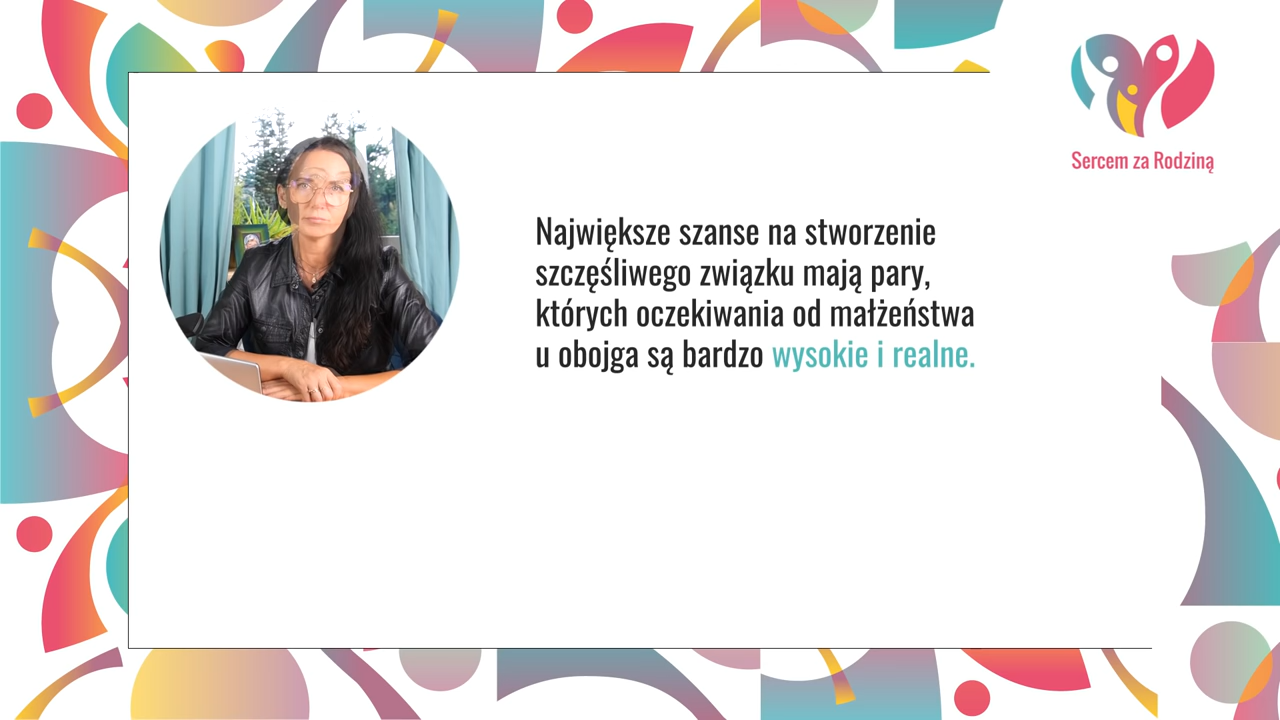 Sercem za Rodziną
Największe szanse na stworzenie
szczęśliwego związku mają pary,
których oczekiwania od małżeństwa
u obojga są bardzo wysokie i realne.